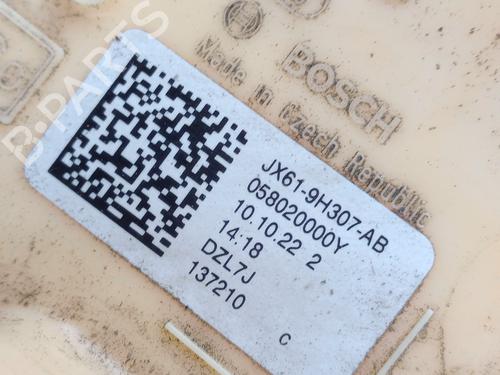 BOSCH
Made in Czech Republic
JX61-9H307-AB
058020000Y
10.10.22 2
14:18
DZL7J
137210
C
B-PARTS